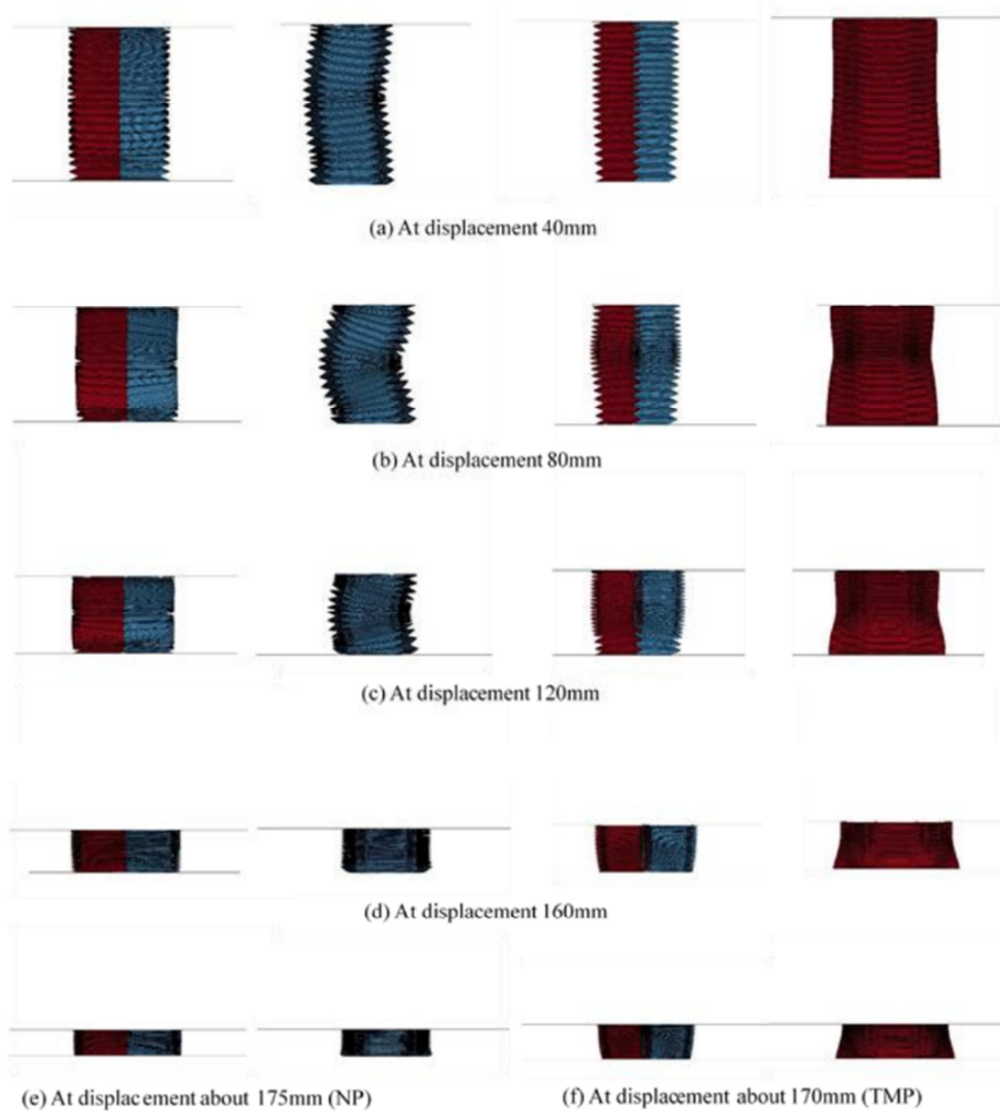 (a) At displacement 40mm
(b) At displacement 80mm
(c) At displacement 120mm
(d) At displacement 160mm
(e) At displacement about 175mm (NP)
(f) At displacement about 170mm (TMP)